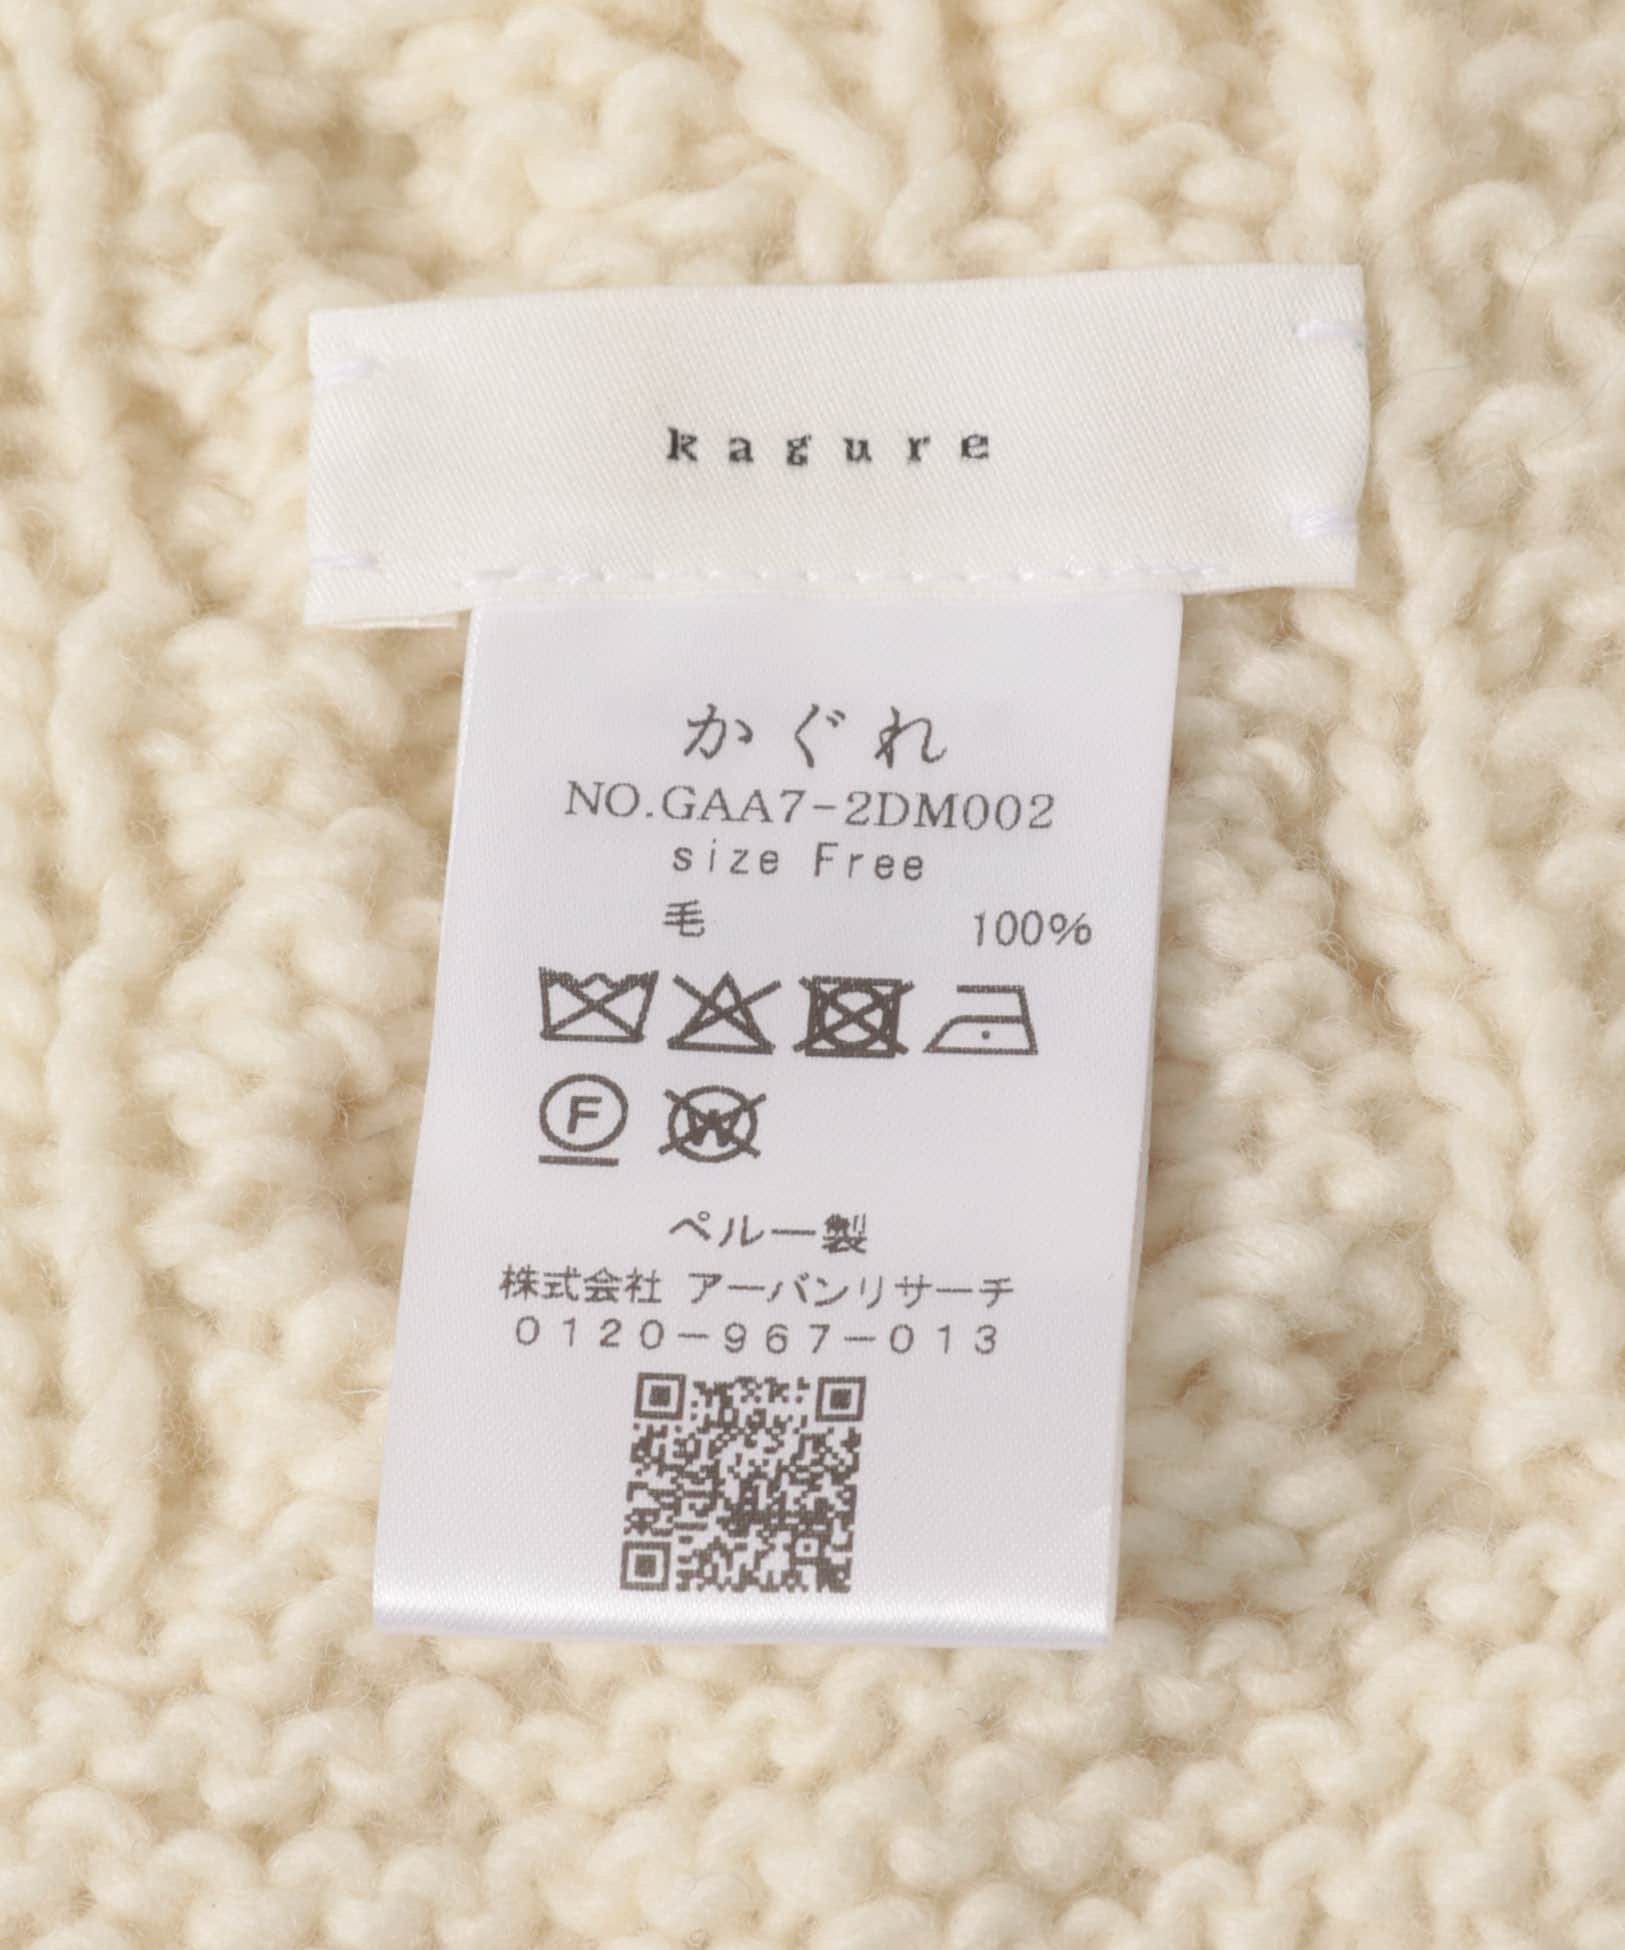 kagure
かぐれ
NO.GAA7-2DM002
size Free
毛 100%
F W
ペルー製
株式会社 アーバンリサーチ
0120-967-013